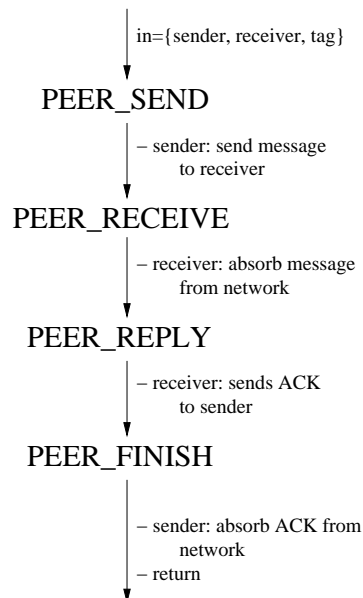 in={sender, receiver, tag}
PEER_SEND
– sender: send message
to receiver
PEER_RECEIVE
– receiver: absorb message
from network
PEER_REPLY
– receiver: sends ACK
to sender
PEER_FINISH
– sender: absorb ACK from
network
– return